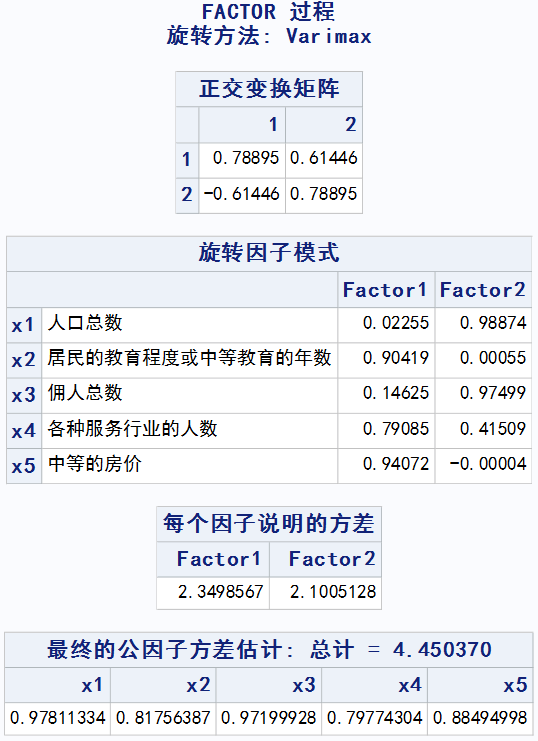 FACTOR 过程
旋转方法: Varimax
正交变换矩阵
1 2
1 0.78895 0.61446
2 -0.61446 0.78895
旋转因子模式
Factor1 Factor2
x1 人口总数 0.02255 0.98874
x2 居民的教育程度或中等教育的年数 0.90419 0.00055
x3 佣人总数 0.14625 0.97499
x4 各种服务行业的人数 0.79085 0.41509
x5 中等的房价 0.94072 -0.00004
每个因子说明的方差
Factor1 Factor2
2.3498567 2.1005128
最终的公因子方差估计: 总计 = 4.450370
x1 x2 x3 x4 x5
0.97811334 0.81756387 0.97199928 0.79774304 0.88494998